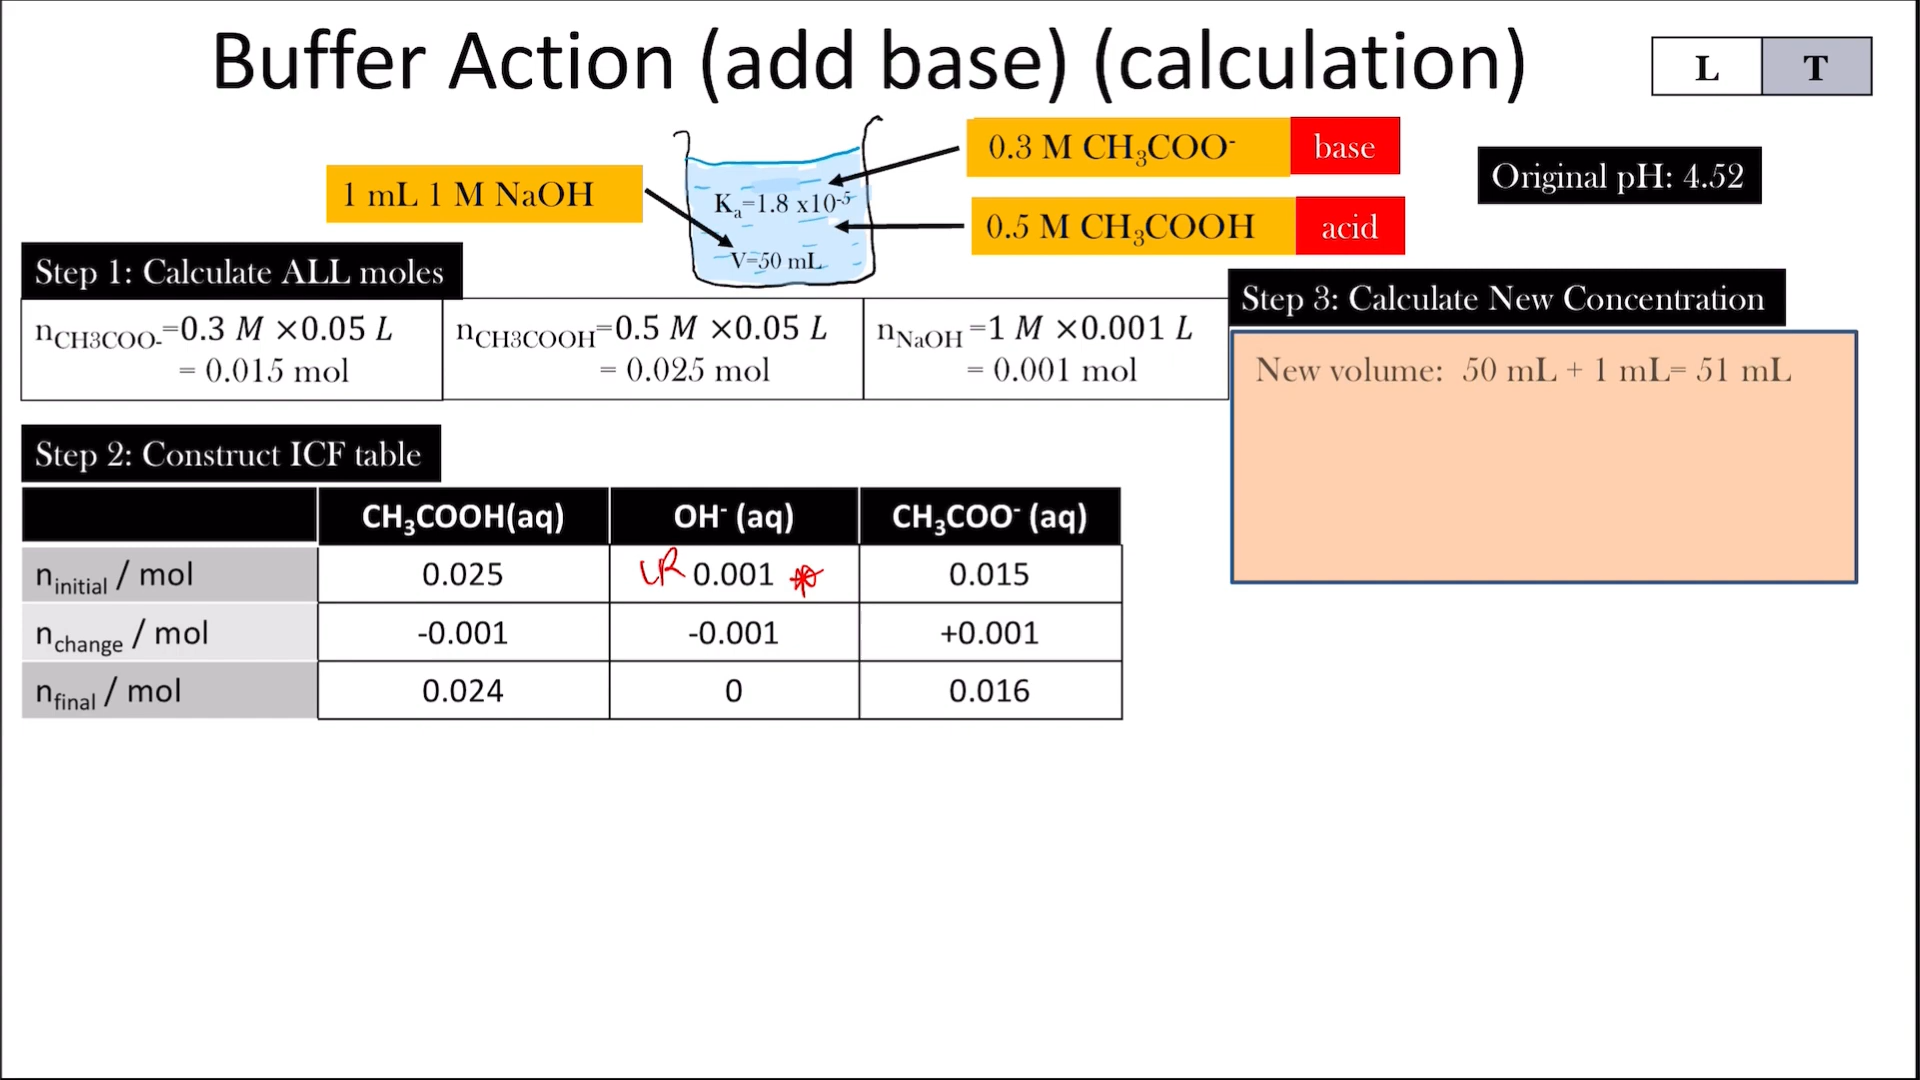 Buffer Action (add base) (calculation)
L T
0.3 M CH₃COO⁻ base
1 mL 1 M NaOH
Kₐ=1.8 x10⁻⁵
V=50 mL
0.5 M CH₃COOH acid
Original pH: 4.52
Step 1: Calculate ALL moles
nCH3COO-=0.3 M ×0.05 L
= 0.015 mol
nCH3COOH=0.5 M ×0.05 L
= 0.025 mol
nNaOH =1 M ×0.001 L
= 0.001 mol
Step 3: Calculate New Concentration
New volume: 50 mL + 1 mL= 51 mL
Step 2: Construct ICF table
CH₃COOH(aq) OH⁻ (aq) CH₃COO⁻ (aq)
ninitial / mol 0.025 LR 0.001 * 0.015
nchange / mol -0.001 -0.001 +0.001
nfinal / mol 0.024 0 0.016